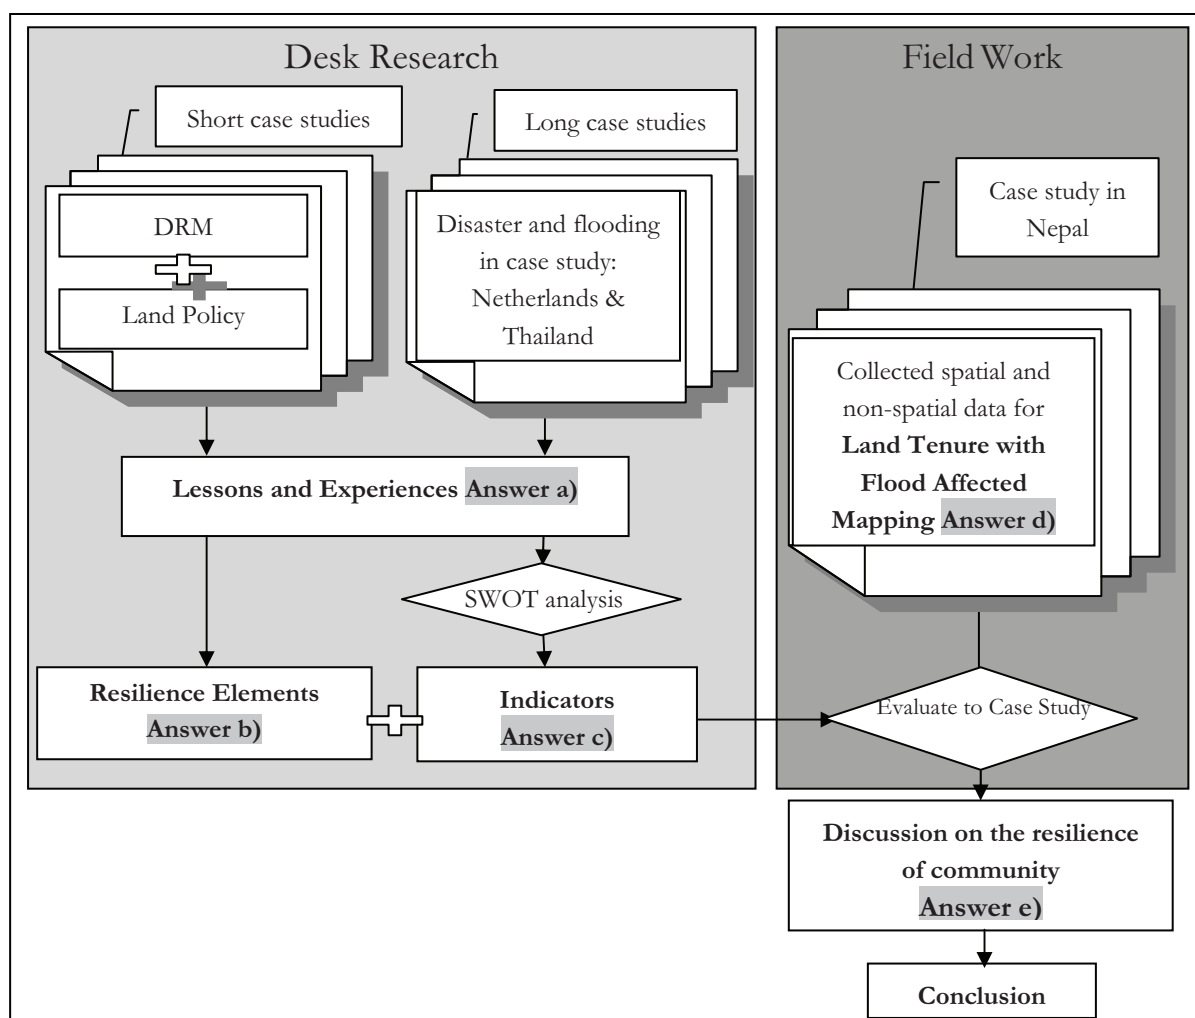 Desk Research
Short case studies
Long case studies
DRM
Land Policy
Disaster and flooding
in case study:
Netherlands &
Thailand
Lessons and Experiences Answer a)
SWOT analysis
Resilience Elements
Answer b)
Indicators
Answer c)
Field Work
Case study in
Nepal
Collected spatial and
non-spatial data for
Land Tenure with
Flood Affected
Mapping Answer d)
Evaluate to Case Study
Discussion on the resilience
of community
Answer e)
Conclusion